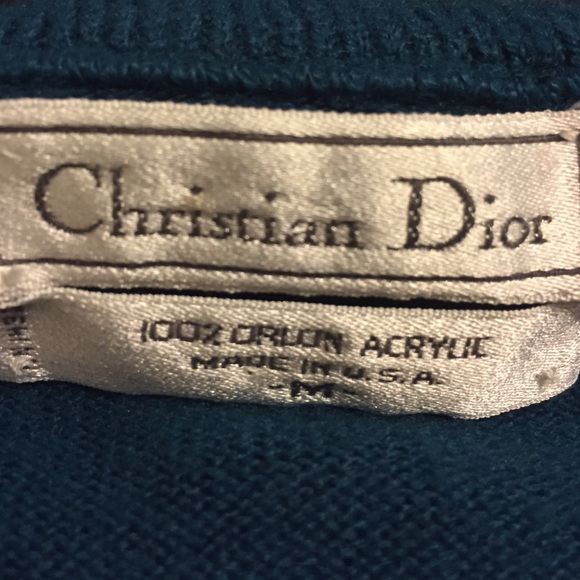 Christian Dior
100% ORLON ACRYLIC
MADE IN U.S.A.
-M-